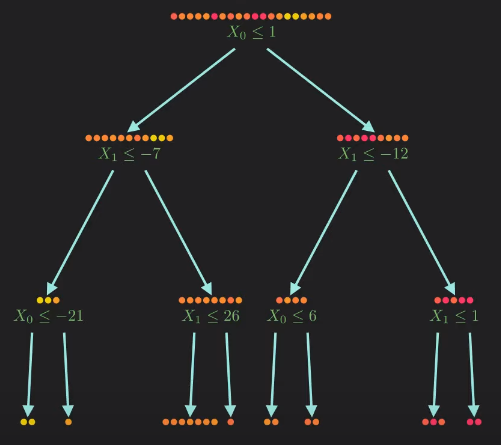 X₀ ≤ 1
X₁ ≤ −7
X₁ ≤ −12
X₀ ≤ −21
X₁ ≤ 26
X₀ ≤ 6
X₁ ≤ 1